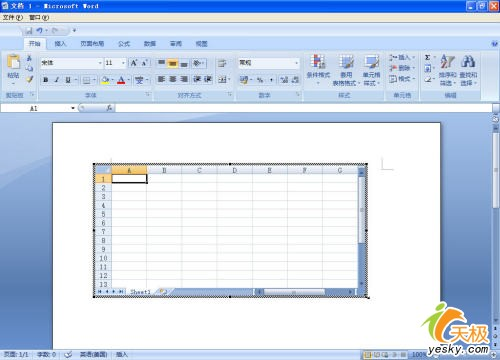 文档 1 - Microsoft Word
文件(F) 窗口(W)
开始 插入 页面布局 公式 数据 审阅 视图
宋体 11 常规 插入
粘贴 条件格式 套用 表格格式 单元格 样式 删除 排序和 筛选 查找和 选择
格式
剪贴板 字体 对齐方式 数字 样式 单元格 编辑
A1 fx
A B C D E F G
1
2
3
4
5
6
7
8
9
10
11
12
13
Sheet1
页面: 1/1 字数: 0 英语(美国) 插入 100%
天极
yesky.com